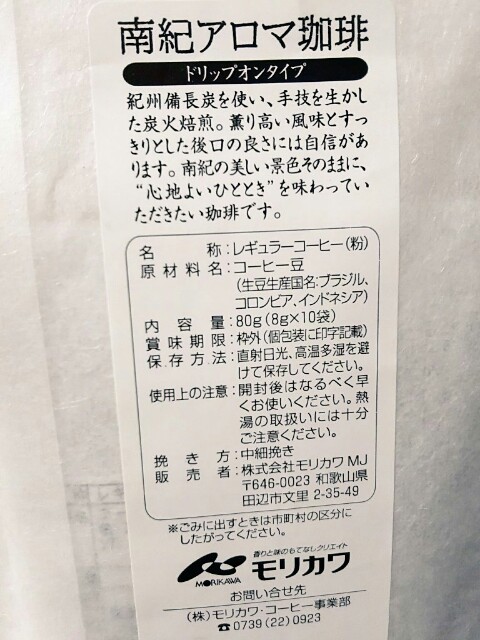 南紀アロマ珈琲
ドリップオンタイプ
紀州備長炭を使い、手技を生かし
た炭火焙煎。薫り高い風味とすっ
きりとした後口の良さには自信があ
ります。南紀の美しい景色そのままに、
“心地よいひととき”を味わってい
ただきたい珈琲です。
名称:レギュラーコーヒー(粉)
原材料名:コーヒー豆
(生豆生産国名:ブラジル、
コロンビア、インドネシア)
内容量:80g(8g×10袋)
賞味期限:枠外(個包装に印字記載)
保存方法:直射日光、高温多湿を避
けて保存してください。
使用上の注意:開封後はなるべく早
くお使いください。熱
湯の取扱いには十分
ご注意ください。
挽き方:中細挽き
販売者:株式会社モリカワMJ
〒646-0023 和歌山県
田辺市文里 2-35-49
※ごみに出すときは市町村の区分に
したがってください。
香りと味のもてなしクリエイト
MORIKAWA モリカワ
お問い合せ先
(株)モリカワ・コーヒー事業部
☎0739(22)0923